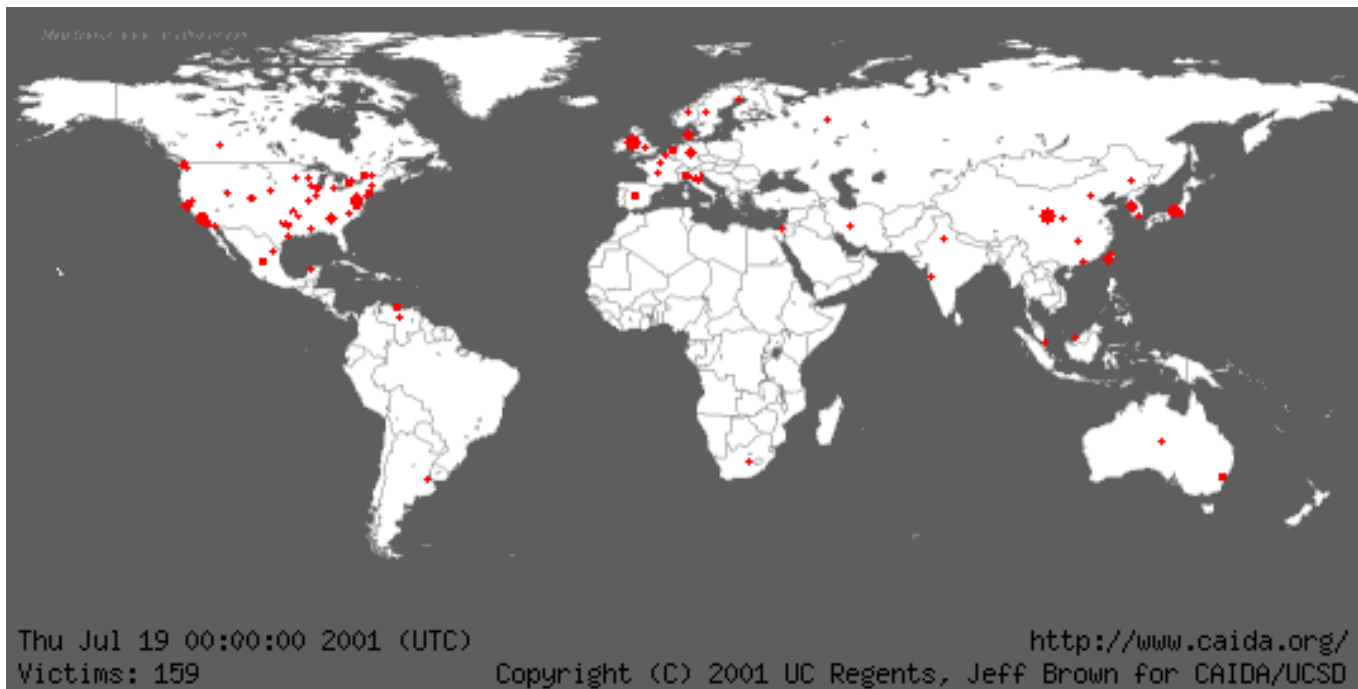 Thu Jul 19 00:00:00 2001 (UTC)
http://www.caida.org/
Victims: 159
Copyright (C) 2001 UC Regents, Jeff Brown for CAIDA/UCSD